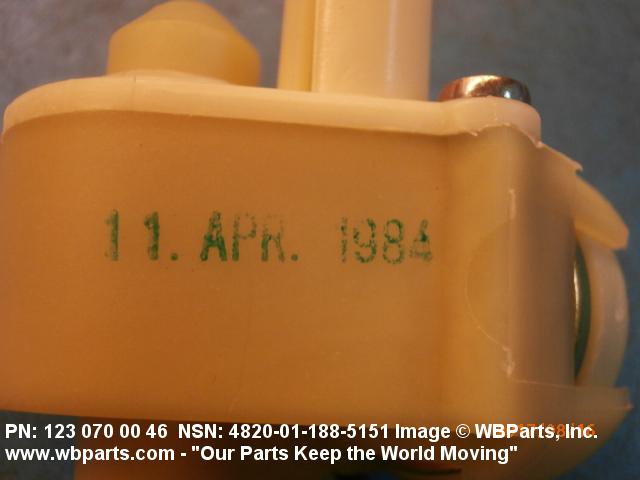 11. APR. 1984
PN: 123 070 00 46 NSN: 4820-01-188-5151 Image © WBParts, Inc.
www.wbparts.com - "Our Parts Keep the World Moving"